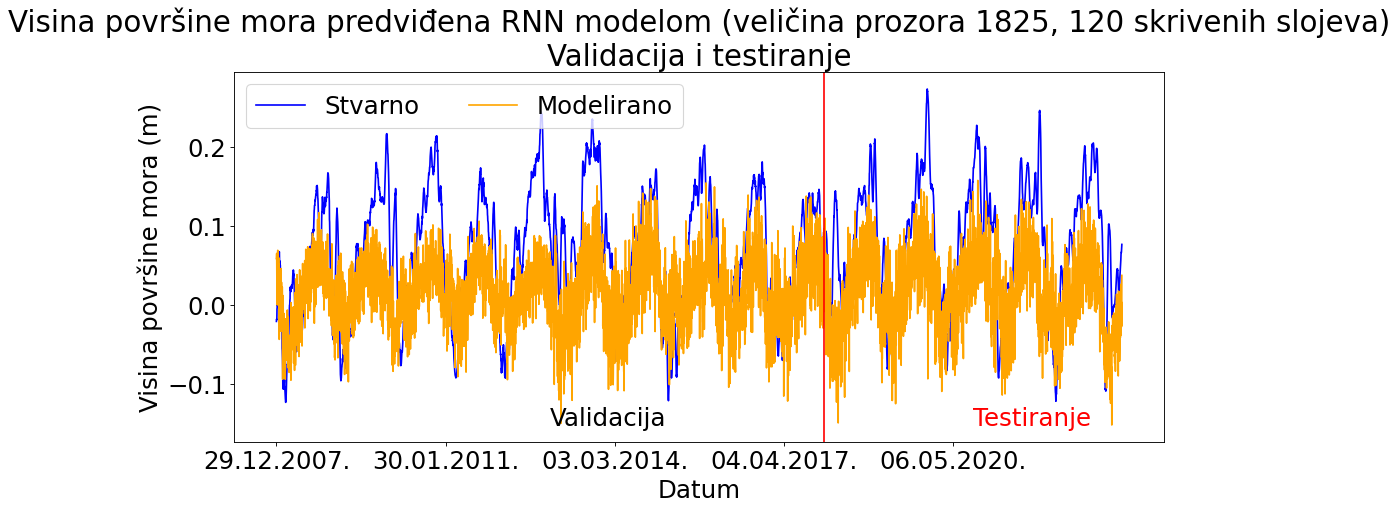 Visina površine mora predviđena RNN modelom (veličina prozora 1825, 120 skrivenih slojeva)
Validacija i testiranje
Stvarno
Modelirano
Visina površine mora (m)
0.2
0.1
0.0
−0.1
Validacija
Testiranje
29.12.2007.
30.01.2011.
03.03.2014.
04.04.2017.
06.05.2020.
Datum